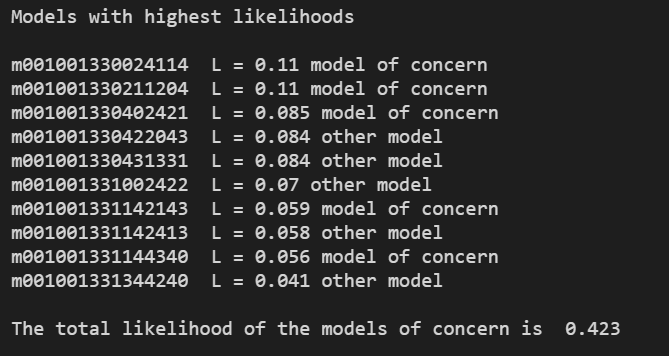 Models with highest likelihoods
m001001330024114 L = 0.11 model of concern
m001001330211204 L = 0.11 model of concern
m001001330402421 L = 0.085 model of concern
m001001330422043 L = 0.084 other model
m001001330431331 L = 0.084 other model
m001001331002422 L = 0.07 other model
m001001331142143 L = 0.059 model of concern
m001001331142413 L = 0.058 other model
m001001331144340 L = 0.056 model of concern
m001001331344240 L = 0.041 other model
The total likelihood of the models of concern is 0.423